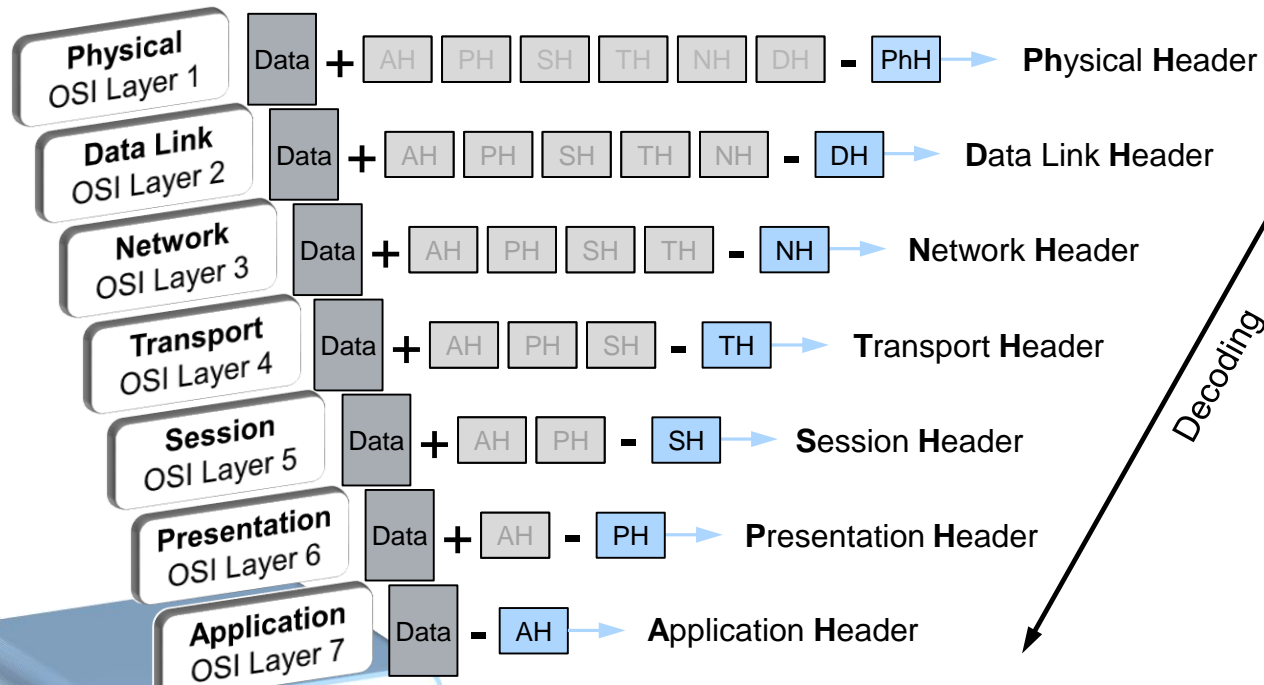 Physical
OSI Layer 1
Data + AH PH SH TH NH DH - PhH Physical Header
Data Link
OSI Layer 2
Data + AH PH SH TH NH - DH Data Link Header
Network
OSI Layer 3
Data + AH PH SH TH - NH Network Header
Transport
OSI Layer 4
Data + AH PH SH - TH Transport Header
Decoding
Session
OSI Layer 5
Data + AH PH - SH Session Header
Presentation
OSI Layer 6
Data + AH - PH Presentation Header
Application
OSI Layer 7
Data - AH Application Header